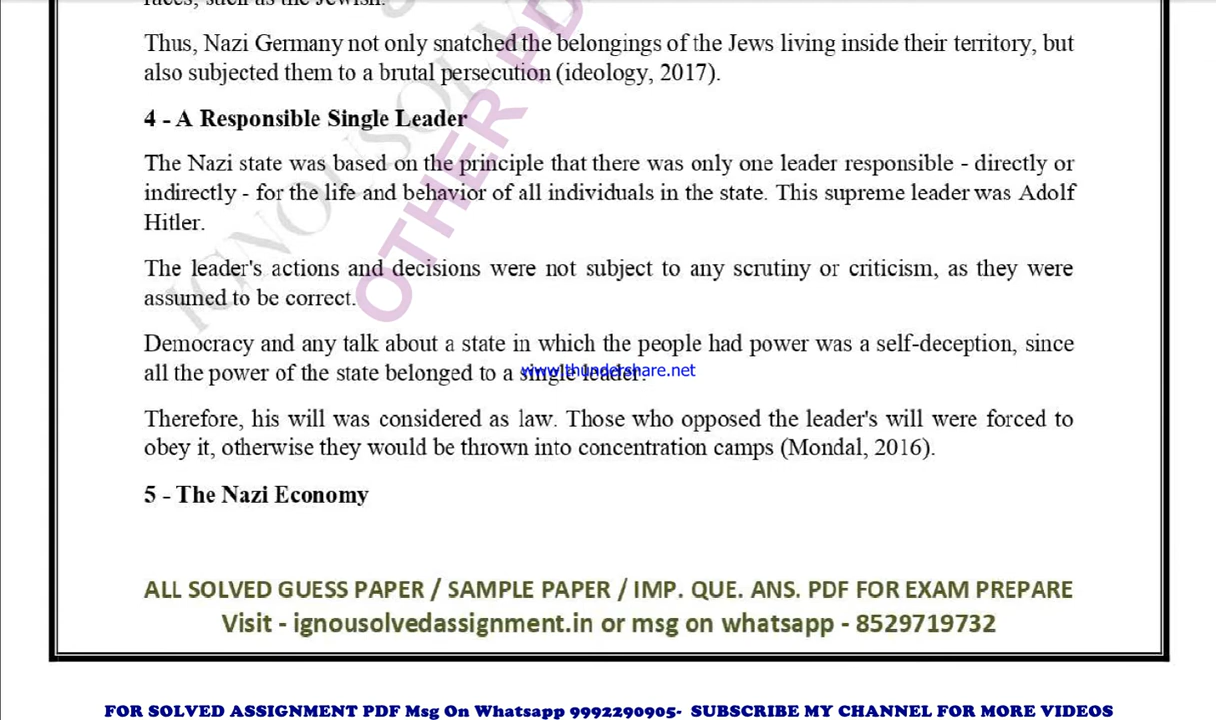 races, such as the Jewish.
Thus, Nazi Germany not only snatched the belongings of the Jews living inside their territory, but
also subjected them to a brutal persecution (ideology, 2017).
4 - A Responsible Single Leader
The Nazi state was based on the principle that there was only one leader responsible - directly or
indirectly - for the life and behavior of all individuals in the state. This supreme leader was Adolf
Hitler.
The leader's actions and decisions were not subject to any scrutiny or criticism, as they were
assumed to be correct.
Democracy and any talk about a state in which the people had power was a self-deception, since
all the power of the state belonged to a single leader.
www.thundershare.net
Therefore, his will was considered as law. Those who opposed the leader's will were forced to
obey it, otherwise they would be thrown into concentration camps (Mondal, 2016).
5 - The Nazi Economy
OTHER
ALL SOLVED GUESS PAPER / SAMPLE PAPER / IMP. QUE. ANS. PDF FOR EXAM PREPARE
Visit - ignousolvedassignment.in or msg on whatsapp - 8529719732
FOR SOLVED ASSIGNMENT PDF Msg On Whatsapp 9992290905- SUBSCRIBE MY CHANNEL FOR MORE VIDEOS